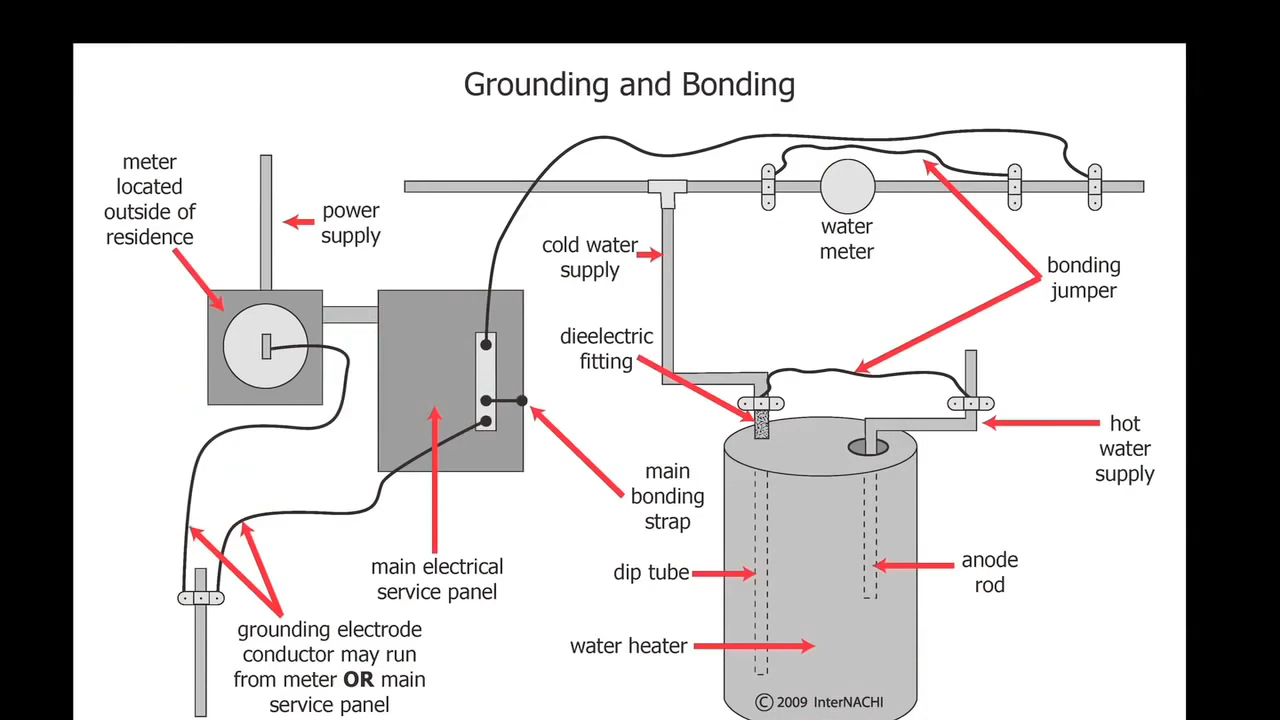 Grounding and Bonding
meter
located
outside of
residence
power
supply
cold water
supply
water
meter
bonding
jumper
dieelectric
fitting
hot
water
supply
main
bonding
strap
main electrical
service panel
dip tube
anode
rod
grounding electrode
conductor may run
from meter OR main
service panel
water heater
© 2009 InterNACHI